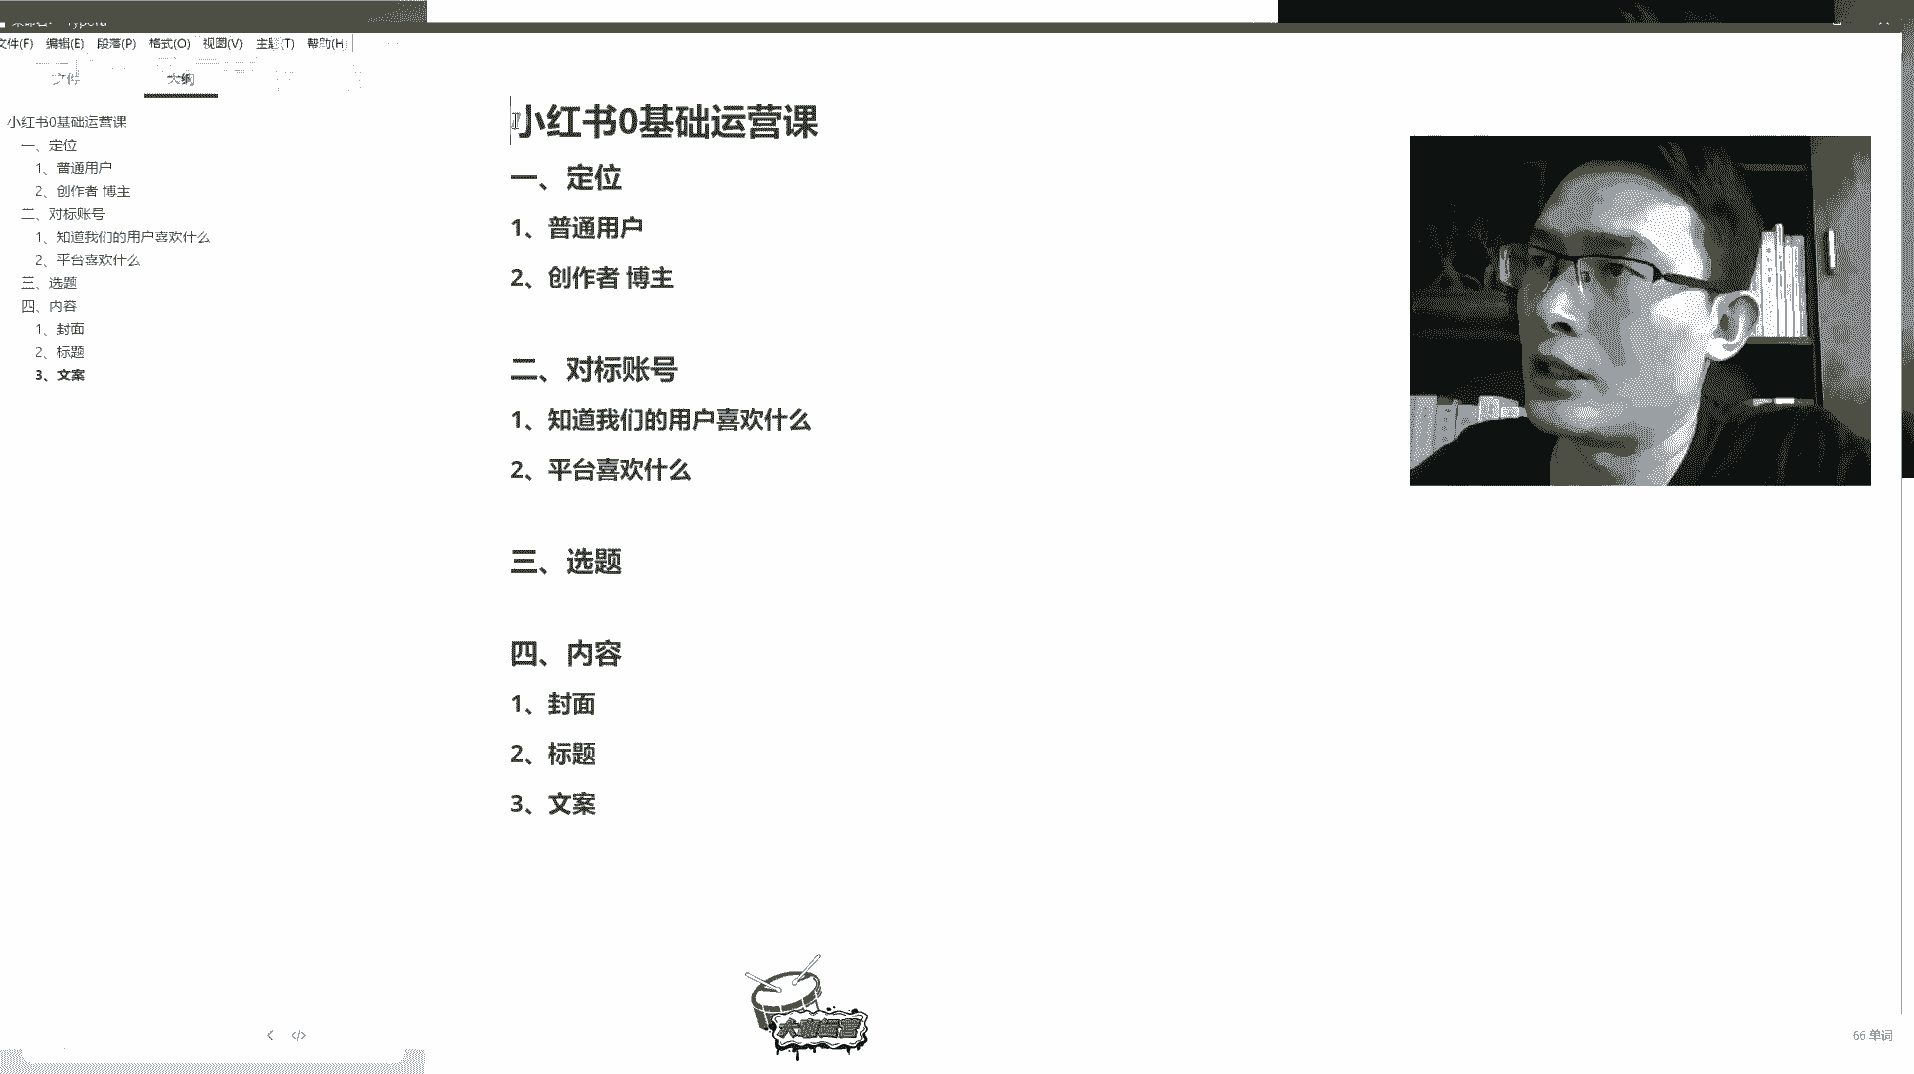 文件(F) 编辑(E) 段落(P) 格式(O) 视图(V) 主题(T) 帮助(H)
文件 大纲
小红书0基础运营课
一、定位
1、普通用户
2、创作者 博主
二、对标账号
1、知道我们的用户喜欢什么
2、平台喜欢什么
三、选题
四、内容
1、封面
2、标题
3、文案
小红书0基础运营课
一、定位
1、普通用户
2、创作者 博主
二、对标账号
1、知道我们的用户喜欢什么
2、平台喜欢什么
三、选题
四、内容
1、封面
2、标题
3、文案
66 单词